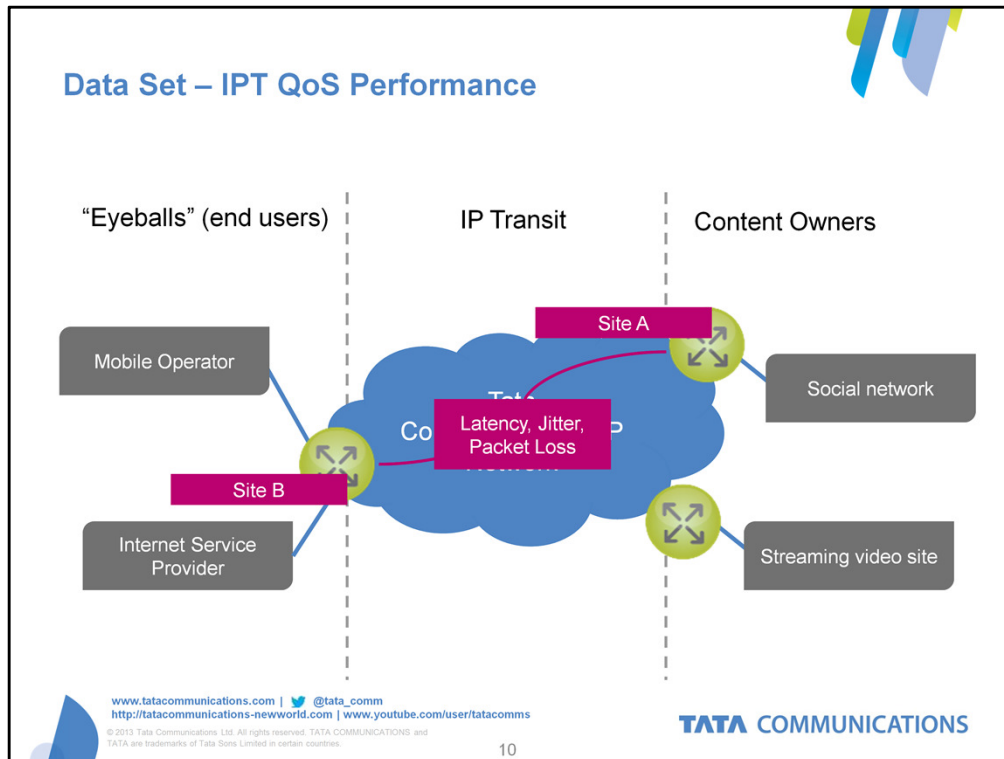 Data Set – IPT QoS Performance
“Eyeballs” (end users)
IP Transit
Content Owners
Site A
Mobile Operator
Social network
Latency, Jitter,
Packet Loss
Site B
Internet Service
Provider
Streaming video site
www.tatacommunications.com | @tata_comm
http://tatacommunications-newworld.com | www.youtube.com/user/tatacomms
© 2013 Tata Communications Ltd. All rights reserved. TATA COMMUNICATIONS and
TATA are trademarks of Tata Sons Limited in certain countries.
10
TATA COMMUNICATIONS